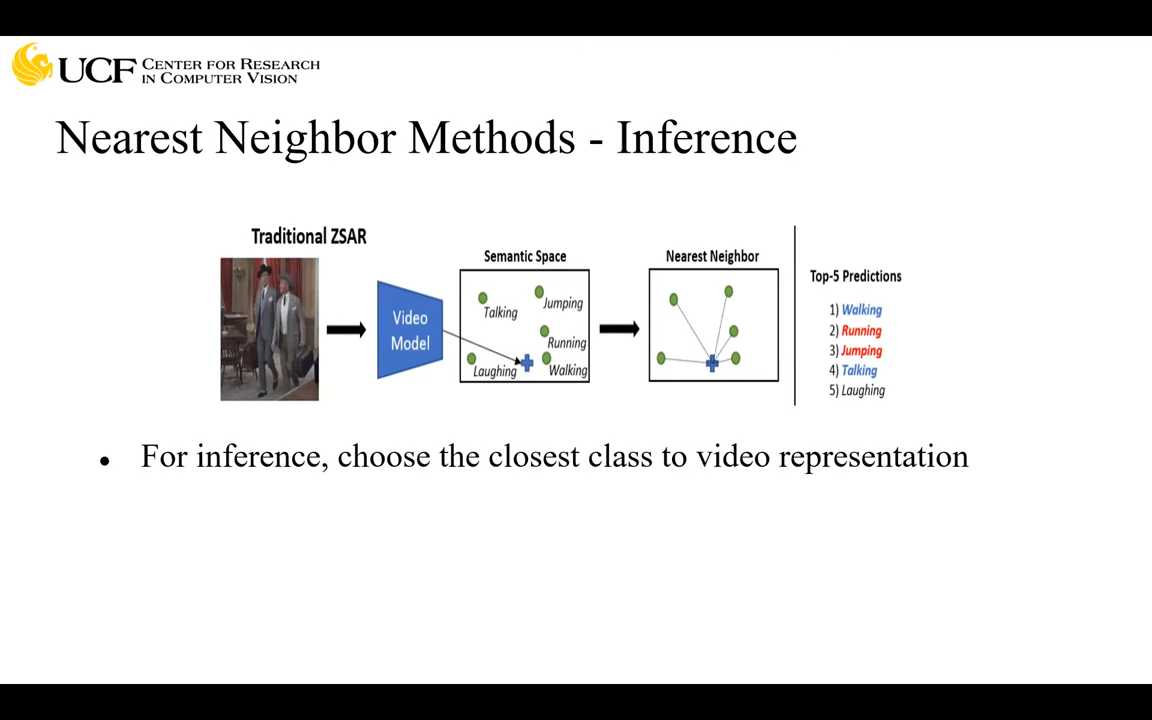 UCF CENTER FOR RESEARCH
IN COMPUTER VISION
Nearest Neighbor Methods - Inference
Traditional ZSAR
Video
Model
Semantic Space
Talking
Jumping
Running
Laughing
Walking
Nearest Neighbor
Top-5 Predictions
1) Walking
2) Running
3) Jumping
4) Talking
5) Laughing
• For inference, choose the closest class to video representation